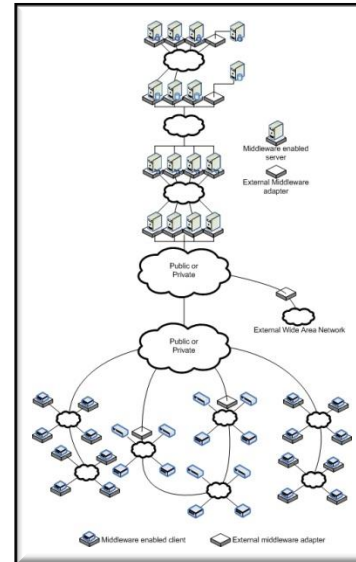 Middleware enabled
server
External Middleware
adapter
Public or
Private
External Wide Area Network
Public or
Private
Middleware enabled client
External middleware adapter